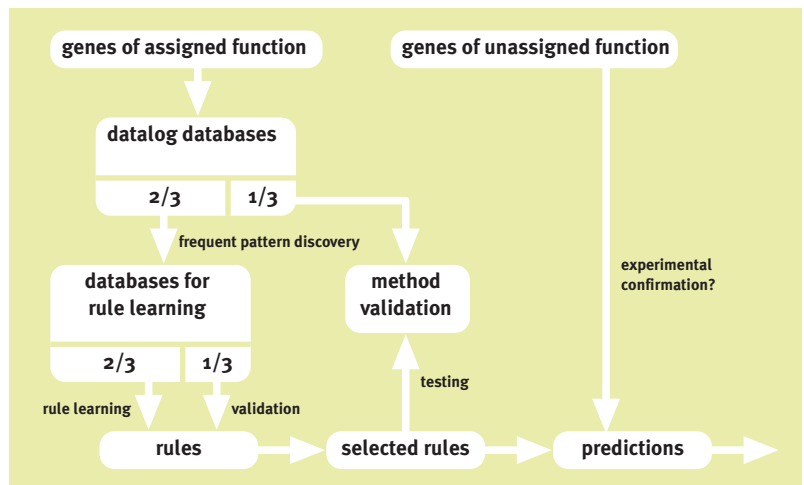 genes of assigned function
genes of unassigned function
datalog databases
2/3
1/3
frequent pattern discovery
databases for
rule learning
method
validation
experimental
confirmation?
2/3
1/3
testing
rule learning
validation
rules
selected rules
predictions